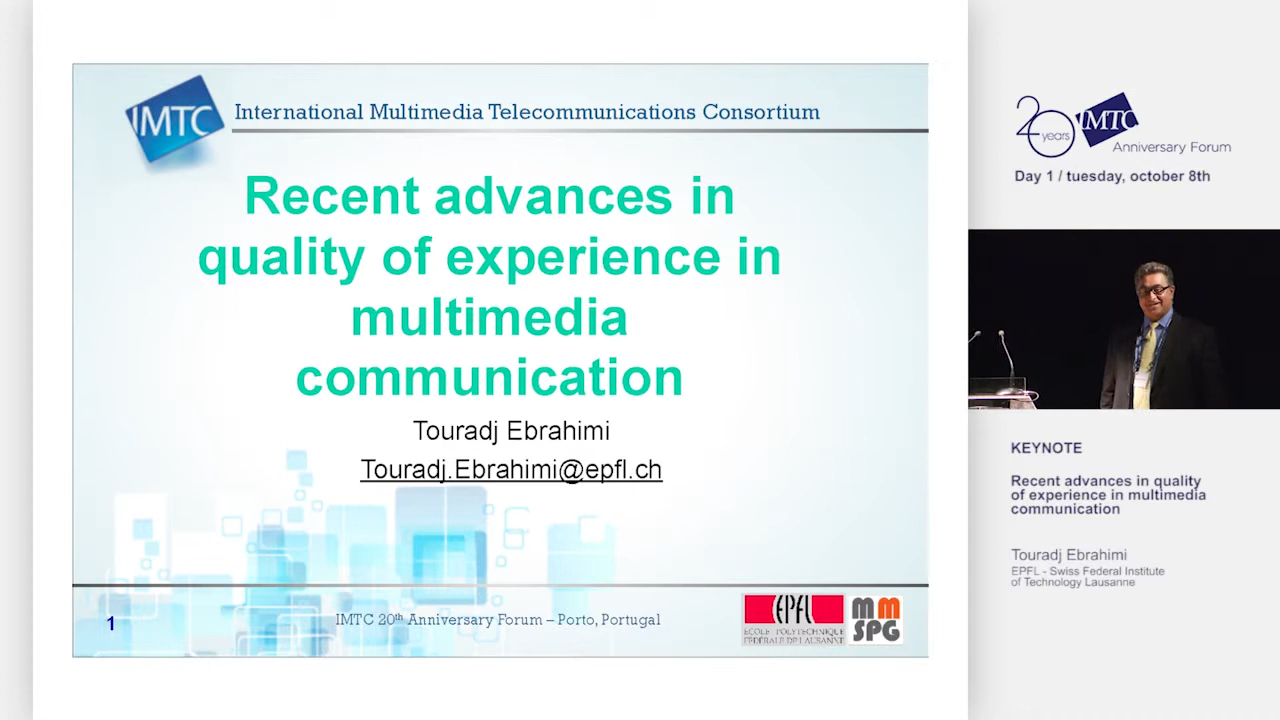 IMTC
International Multimedia Telecommunications Consortium
Recent advances in
quality of experience in
multimedia
communication
Touradj Ebrahimi
Touradj.Ebrahimi@epfl.ch
1
IMTC 20th Anniversary Forum – Porto, Portugal
EPFL
ÉCOLE POLYTECHNIQUE
FÉDÉRALE DE LAUSANNE
MM
SPG
20 years
IMTC
Anniversary Forum
Day 1 / tuesday, october 8th
KEYNOTE
Recent advances in quality
of experience in multimedia
communication
Touradj Ebrahimi
EPFL - Swiss Federal Institute
of Technology Lausanne